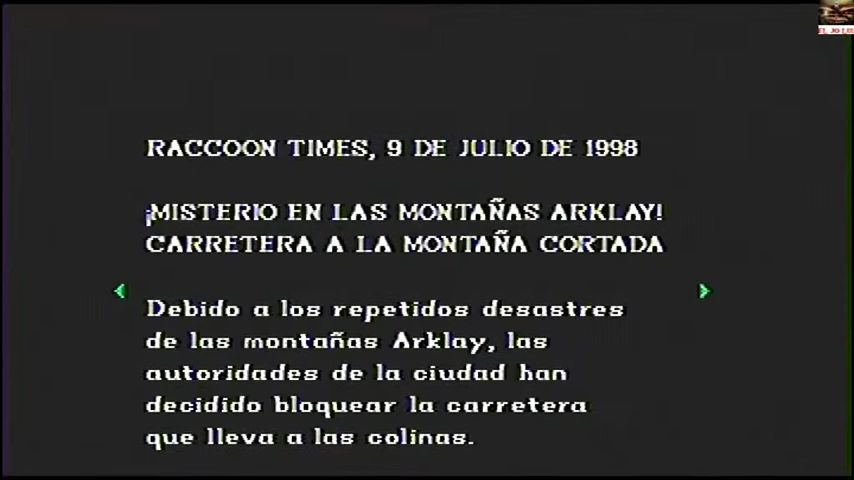 RACCOON TIMES, 9 DE JULIO DE 1998
¡MISTERIO EN LAS MONTAÑAS ARKLAY!
CARRETERA A LA MONTAÑA CORTADA
Debido a los repetidos desastres
de las montañas Arklay, las
autoridades de la ciudad han
decidido bloquear la carretera
que lleva a las colinas.